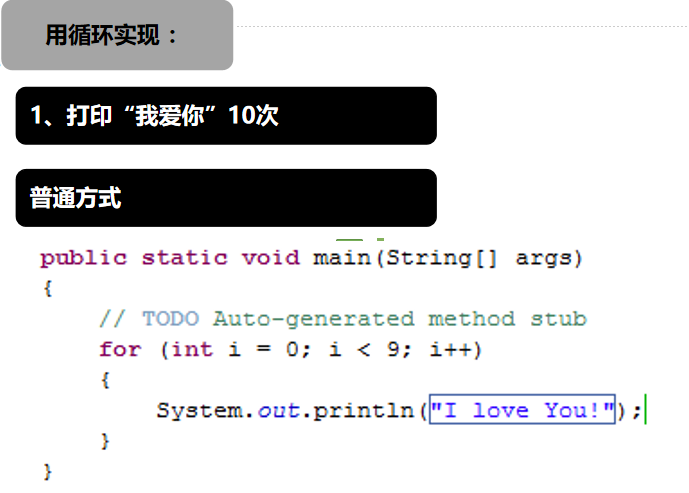 用循环实现：
1、打印“我爱你”10次
普通方式
public static void main(String[] args)
{
// TODO Auto-generated method stub
for (int i = 0; i < 9; i++)
{
System.out.println("I love You!");
}
}